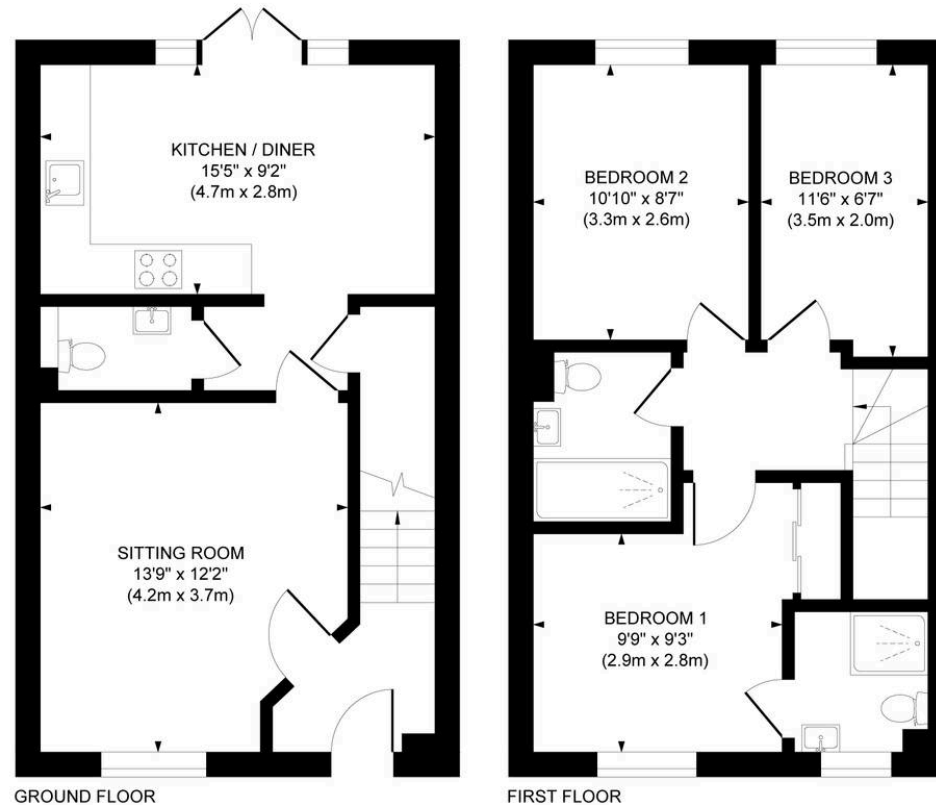 KITCHEN / DINER
15'5" x 9'2"
(4.7m x 2.8m)
SITTING ROOM
13'9" x 12'2"
(4.2m x 3.7m)
GROUND FLOOR
BEDROOM 2
10'10" x 8'7"
(3.3m x 2.6m)
BEDROOM 3
11'6" x 6'7"
(3.5m x 2.0m)
BEDROOM 1
9'9" x 9'3"
(2.9m x 2.8m)
FIRST FLOOR